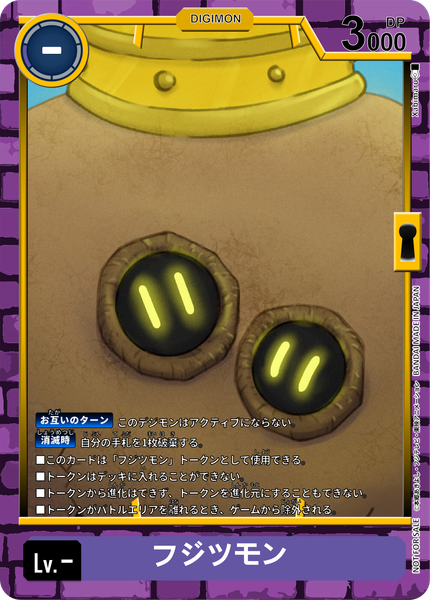 DIGIMON
-
DP
3000
お互いのターン このデジモンはアクティブにならない。
消滅時 自分の手札を1枚破棄する。
■このカードは「フジツモン」トークンとして使用できる。
■トークンはデッキに入れることができない。
■トークンから進化はできず、トークンを進化元にすることもできない。
■トークンがバトルエリアを離れるとき、ゲームから除外される。
Lv.-
フジツモン
NOT FOR SALE
BANDAI MADE IN JAPAN